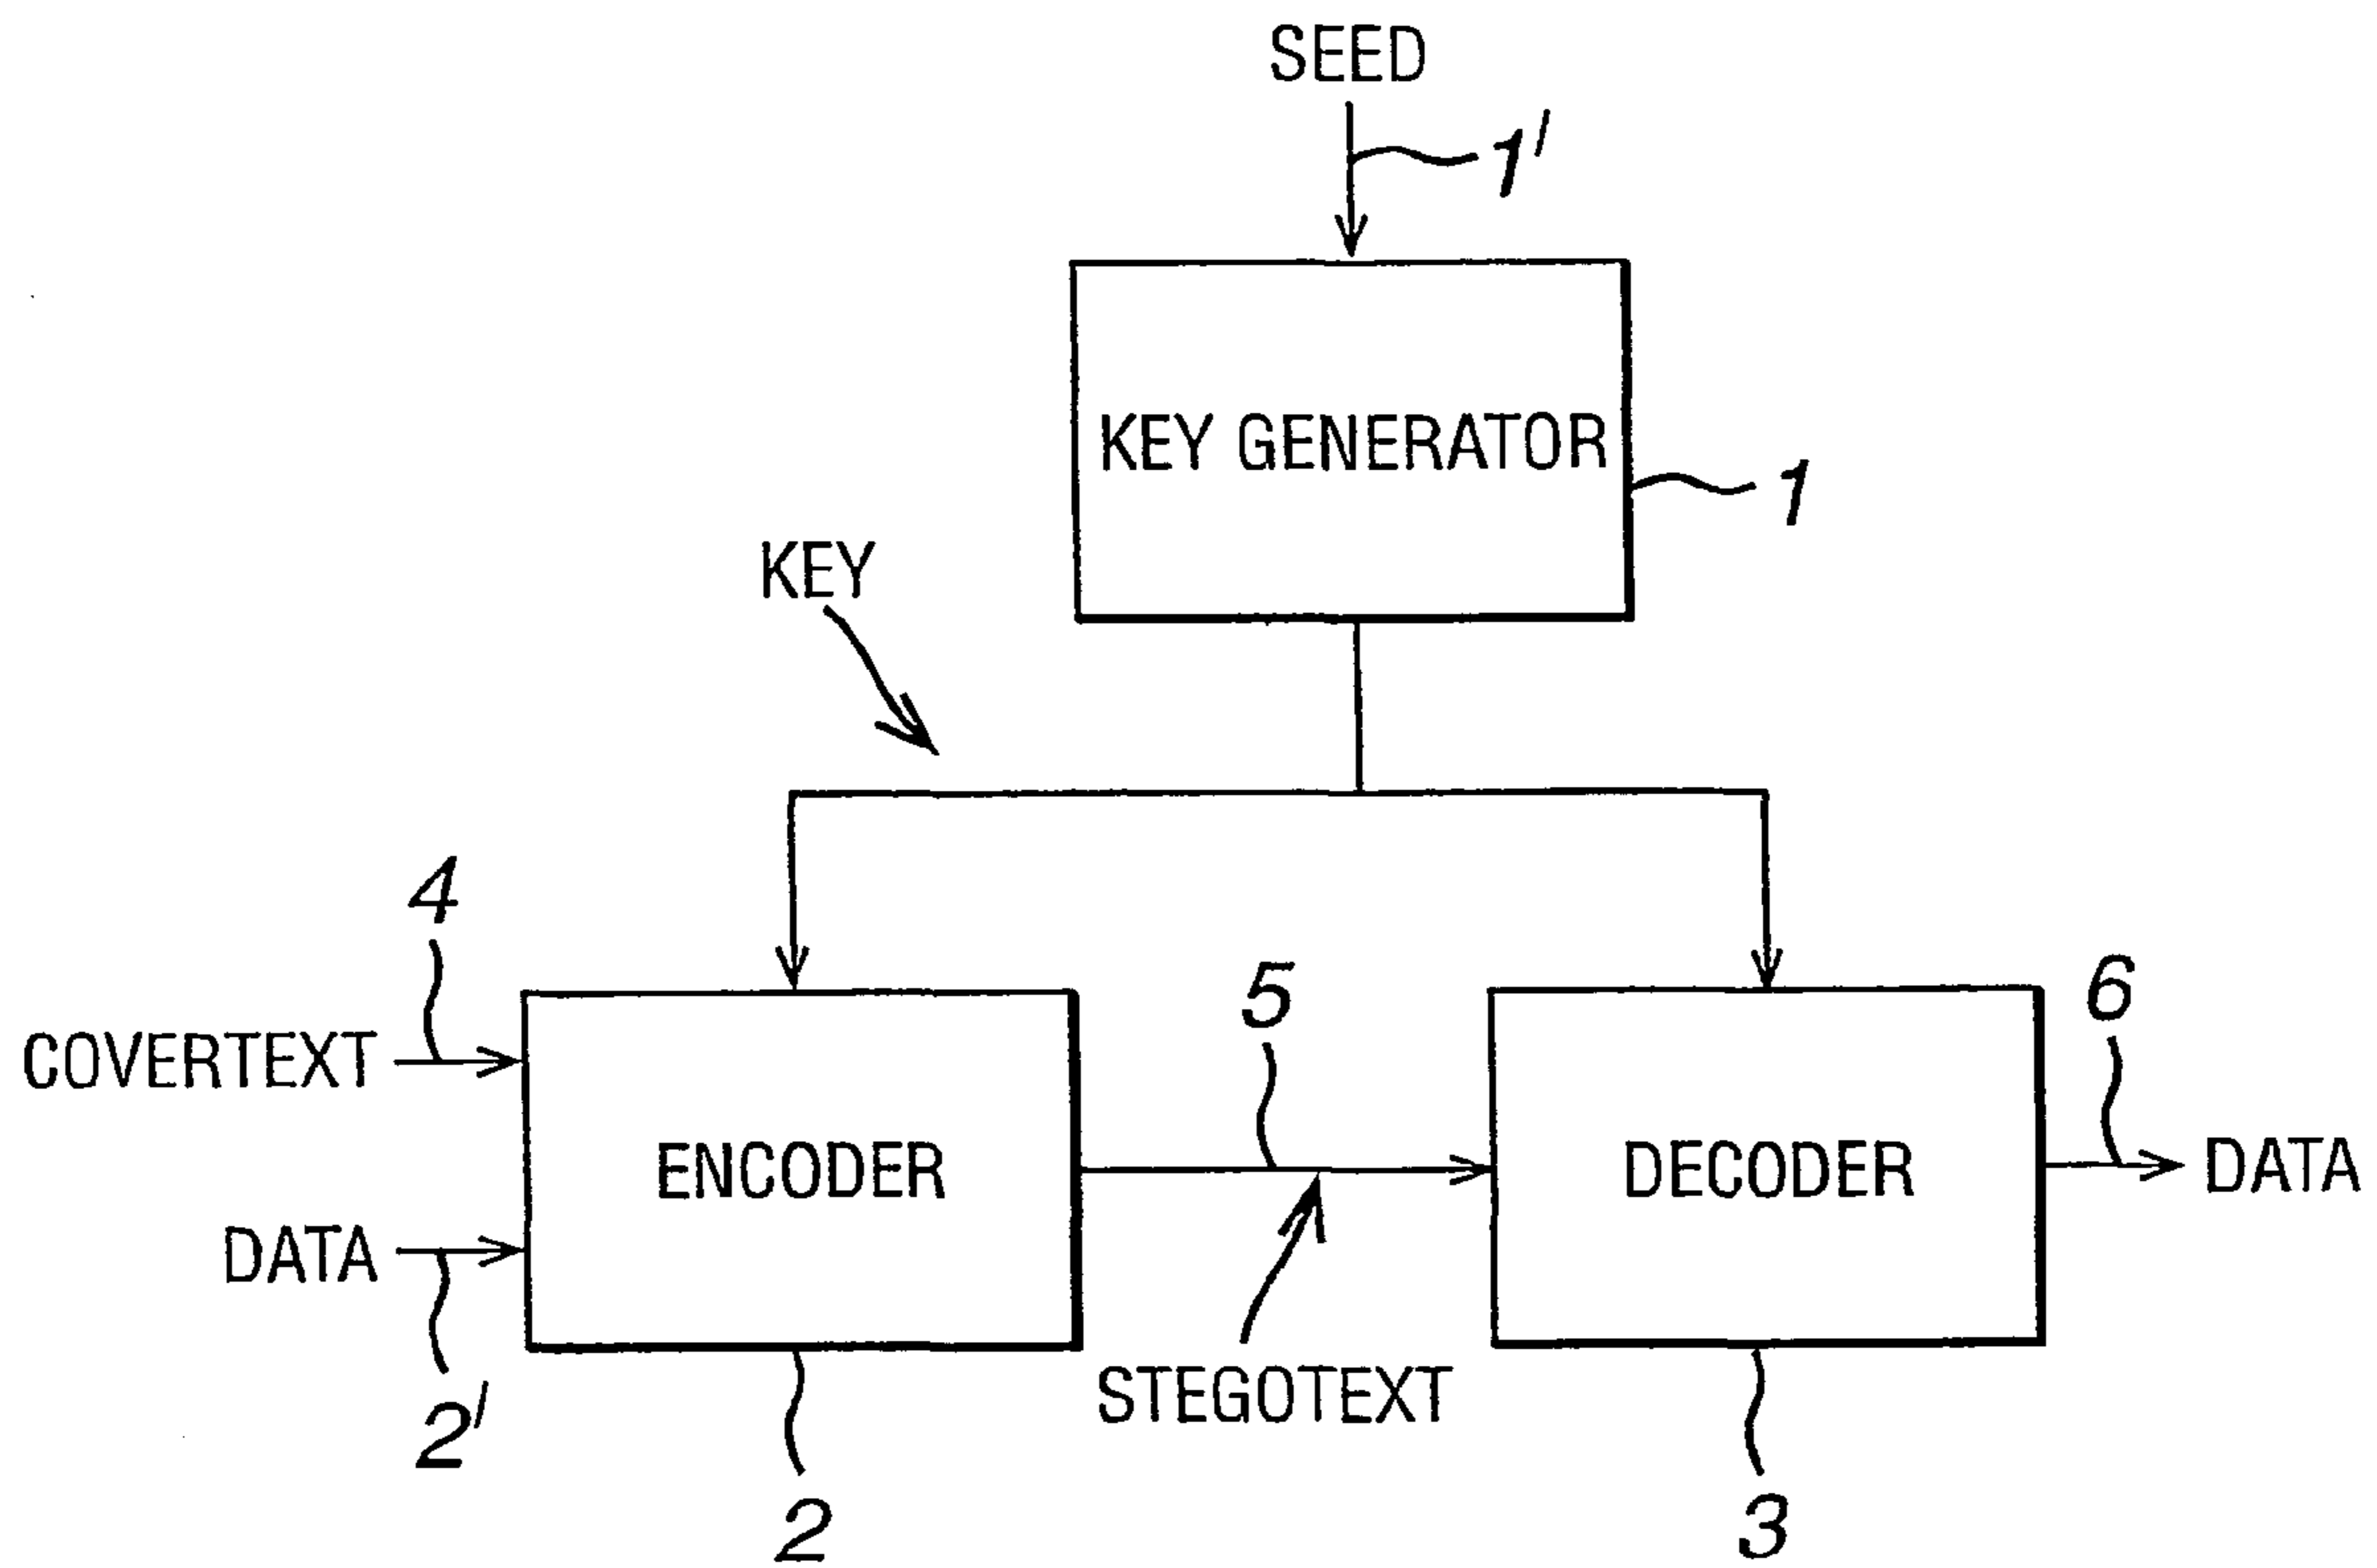 SEED
1'
KEY GENERATOR
1
KEY
4
5
6
COVERTEXT
ENCODER
DECODER
DATA
DATA
STEGOTEXT
2'
2
3